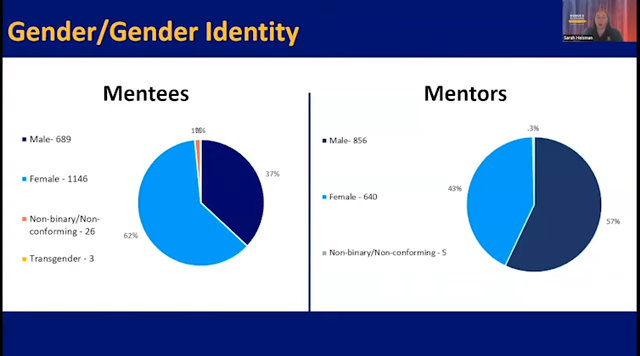 Gender/Gender Identity
Sarah Heisman
Mentees
Male- 689
Female - 1146
Non-binary/Non-
conforming - 26
Transgender - 3
37%
62%
Mentors
Male- 856
Female - 640
Non-binary/Non-conforming - 5
.3%
43%
57%